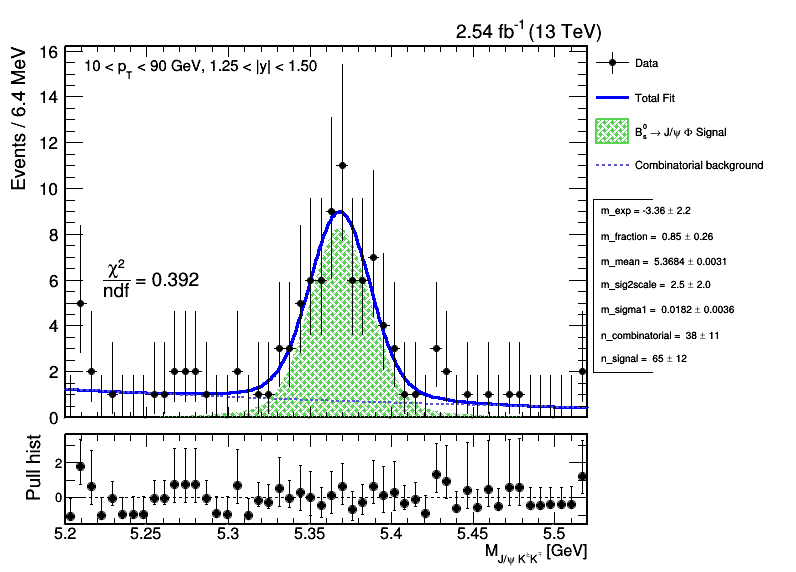 2.54 fb⁻¹ (13 TeV)
Events / 6.4 MeV
16
14
12
10
8
6
4
2
0
10 < p_T < 90 GeV, 1.25 < |y| < 1.50
χ²
ndf = 0.392
Data
Total Fit
B⁰_s → J/ψ Φ Signal
Combinatorial background
m_exp = -3.36 ± 2.2
m_fraction = 0.85 ± 0.26
m_mean = 5.3684 ± 0.0031
m_sig2scale = 2.5 ± 2.0
m_sigma1 = 0.0182 ± 0.0036
n_combinatorial = 38 ± 11
n_signal = 65 ± 12
Pull hist
2
0
5.2 5.25 5.3 5.35 5.4 5.45 5.5
M_J/ψ K^±K^∓ [GeV]